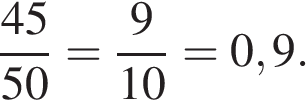 45/50 = 9/10 = 0,9.